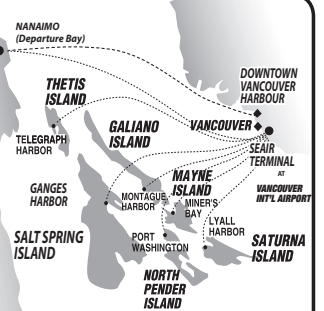 NANAIMO
(Departure Bay)
THETIS
ISLAND
DOWNTOWN
VANCOUVER
HARBOUR
GALIANO
ISLAND
VANCOUVER
TELEGRAPH
HARBOR
SEAIR
TERMINAL
AT
VANCOUVER
INT'L AIRPORT
MAYNE
ISLAND
GANGES
HARBOR
MONTAGUE
HARBOR
MINER'S
BAY
LYALL
HARBOR
SALT SPRING
ISLAND
PORT
WASHINGTON
SATURNA
ISLAND
NORTH
PENDER
ISLAND